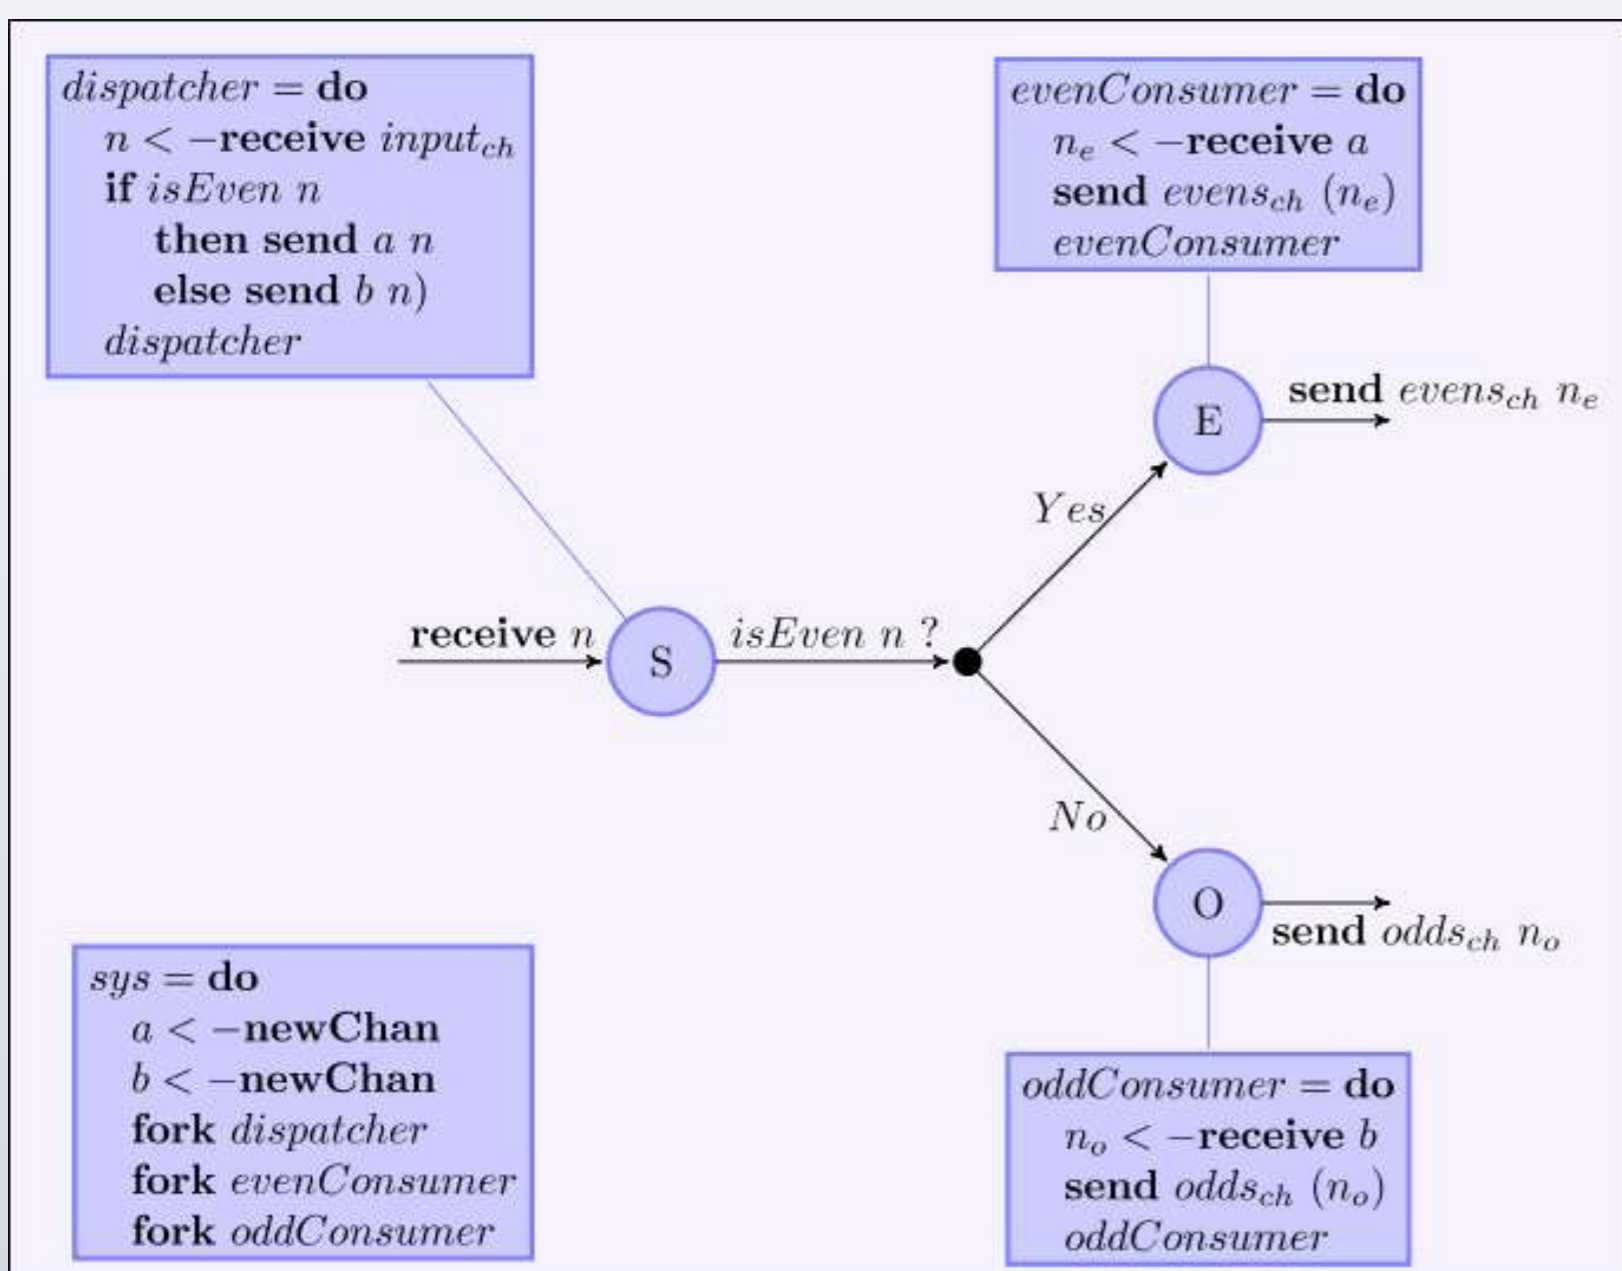 dispatcher = do
n < −receive input_ch
if isEven n
then send a n
else send b n)
dispatcher
evenConsumer = do
n_e < −receive a
send evens_ch (n_e)
evenConsumer
E
send evens_ch n_e
Yes
receive n
S
isEven n ?
No
O
send odds_ch n_o
sys = do
a < −newChan
b < −newChan
fork dispatcher
fork evenConsumer
fork oddConsumer
oddConsumer = do
n_o < −receive b
send odds_ch (n_o)
oddConsumer